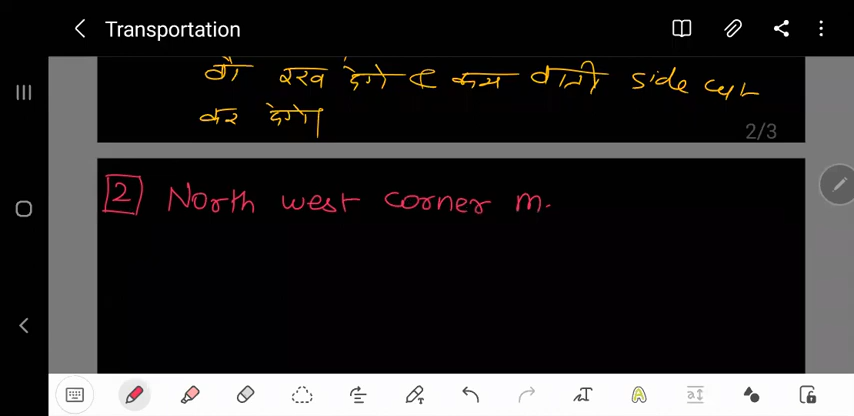 Transportation
वो रख देंगे & कम वाली side cut
कर देंगे|
2/3
2 North west corner m.